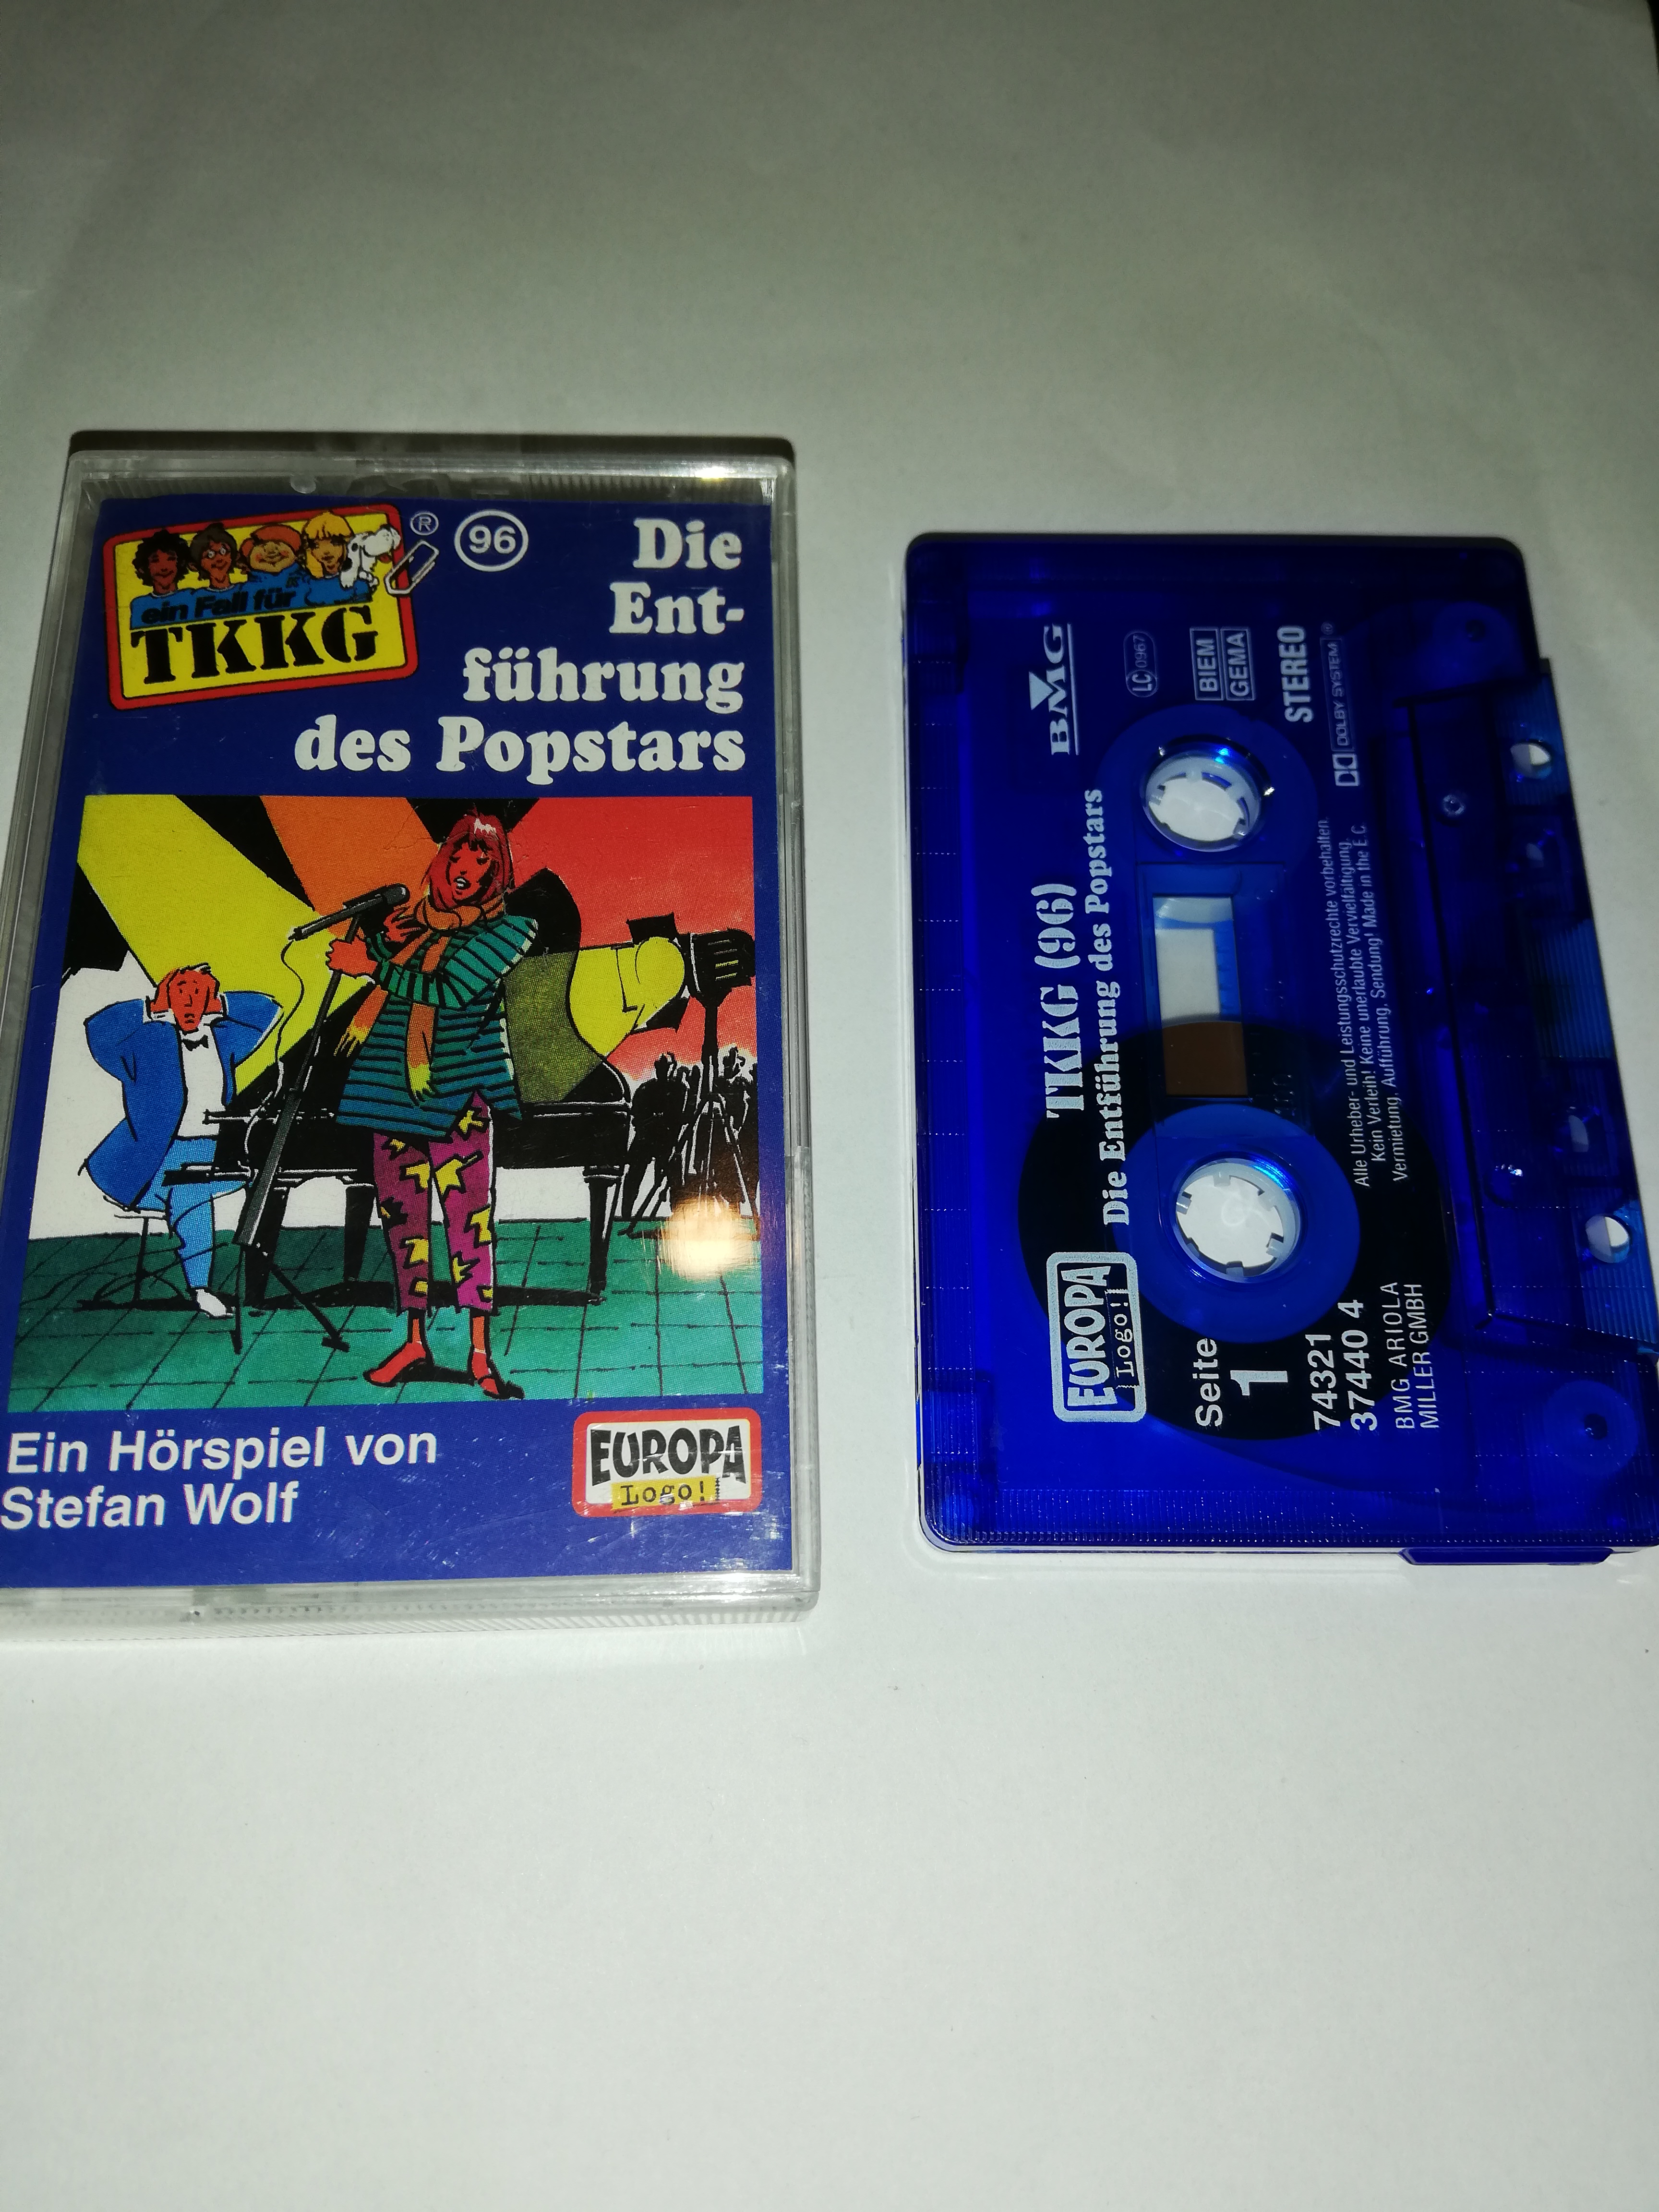 ein Fall für
TKKG
®
96
Die
Ent-
führung
des Popstars
Ein Hörspiel von
Stefan Wolf
EUROPA
Logo!
BMG
LC 0967
BIEM
GEMA
STEREO
DOLBY SYSTEM ®
TKKG (96)
Die Entführung des Popstars
Alle Urheber- und Leistungsschutzrechte vorbehalten.
Kein Verleih! Keine unerlaubte Vervielfältigung,
Vermietung, Aufführung, Sendung! Made in the E.C.
EUROPA
Logo!
Seite
1
74321
37440 4
BMG ARIOLA
MILLER GMBH